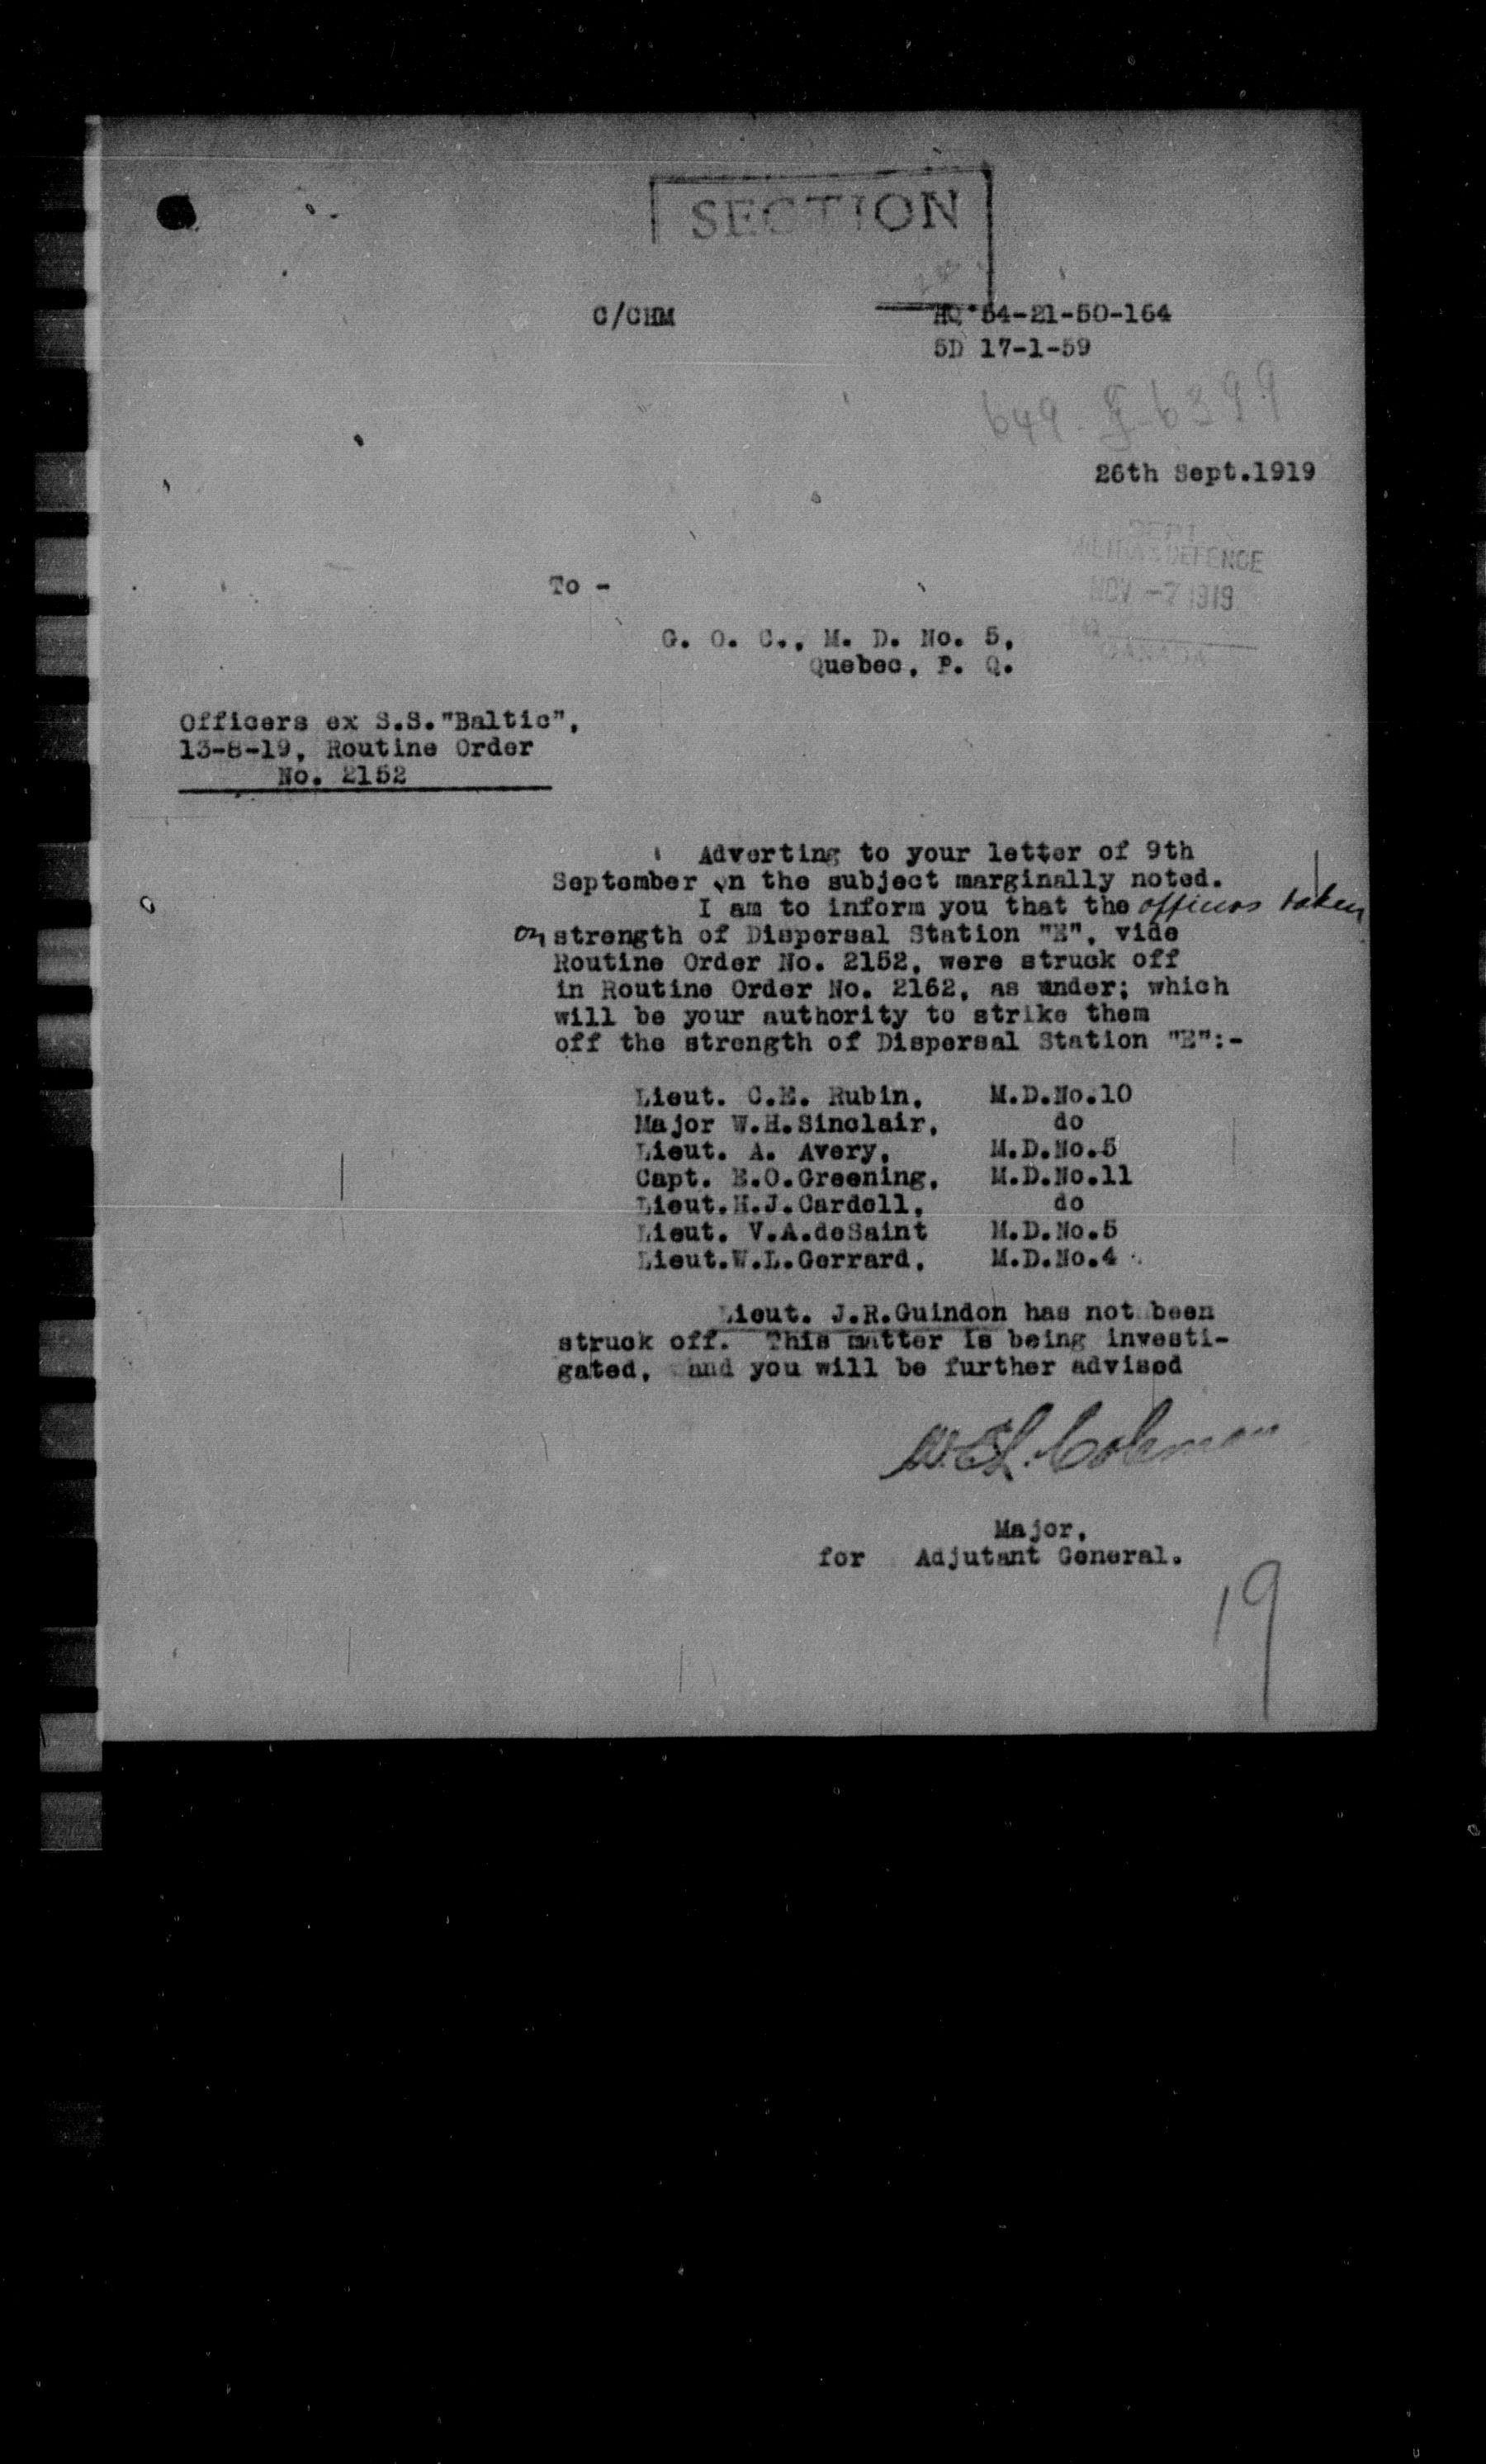 SECTION
C/CHM
HQ 54-21-50-164
5D 17-1-59
649-G-6399
26th Sept.1919
DEPT.
MILITIA & DEFENCE
NOV -7 1919
CANADA
To -
G. O. C., M. D. No. 5,
Quebec, P. Q.
Officers ex S.S."Baltic",
13-8-19, Routine Order
No. 2152
Adverting to your letter of 9th
September on the subject marginally noted.
I am to inform you that the officers taken
on strength of Dispersal Station "E", vide
Routine Order No. 2152, were struck off
in Routine Order No. 2162, as under; which
will be your authority to strike them
off the strength of Dispersal Station "E":-
Lieut. C.E. Rubin, M.D.No.10
Major W.H.Sinclair, do
Lieut. A. Avery, M.D.No.5
Capt. E.O.Greening, M.D.No.11
Lieut.H.J.Cardell, do
Lieut. V.A.deSaint M.D.No.5
Lieut.W.L.Gerrard, M.D.No.4
Lieut. J.R.Guindon has not been
struck off. This matter is being investi-
gated, and you will be further advised
Major,
for Adjutant General.
19